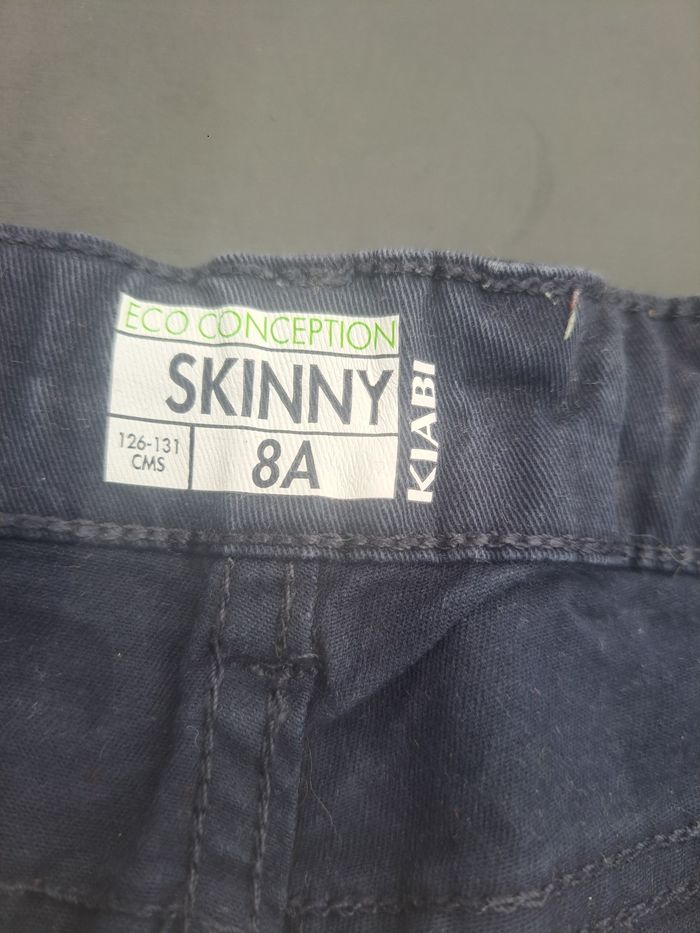 ECO CONCEPTION
SKINNY
126-131
CMS
8A
KIABI